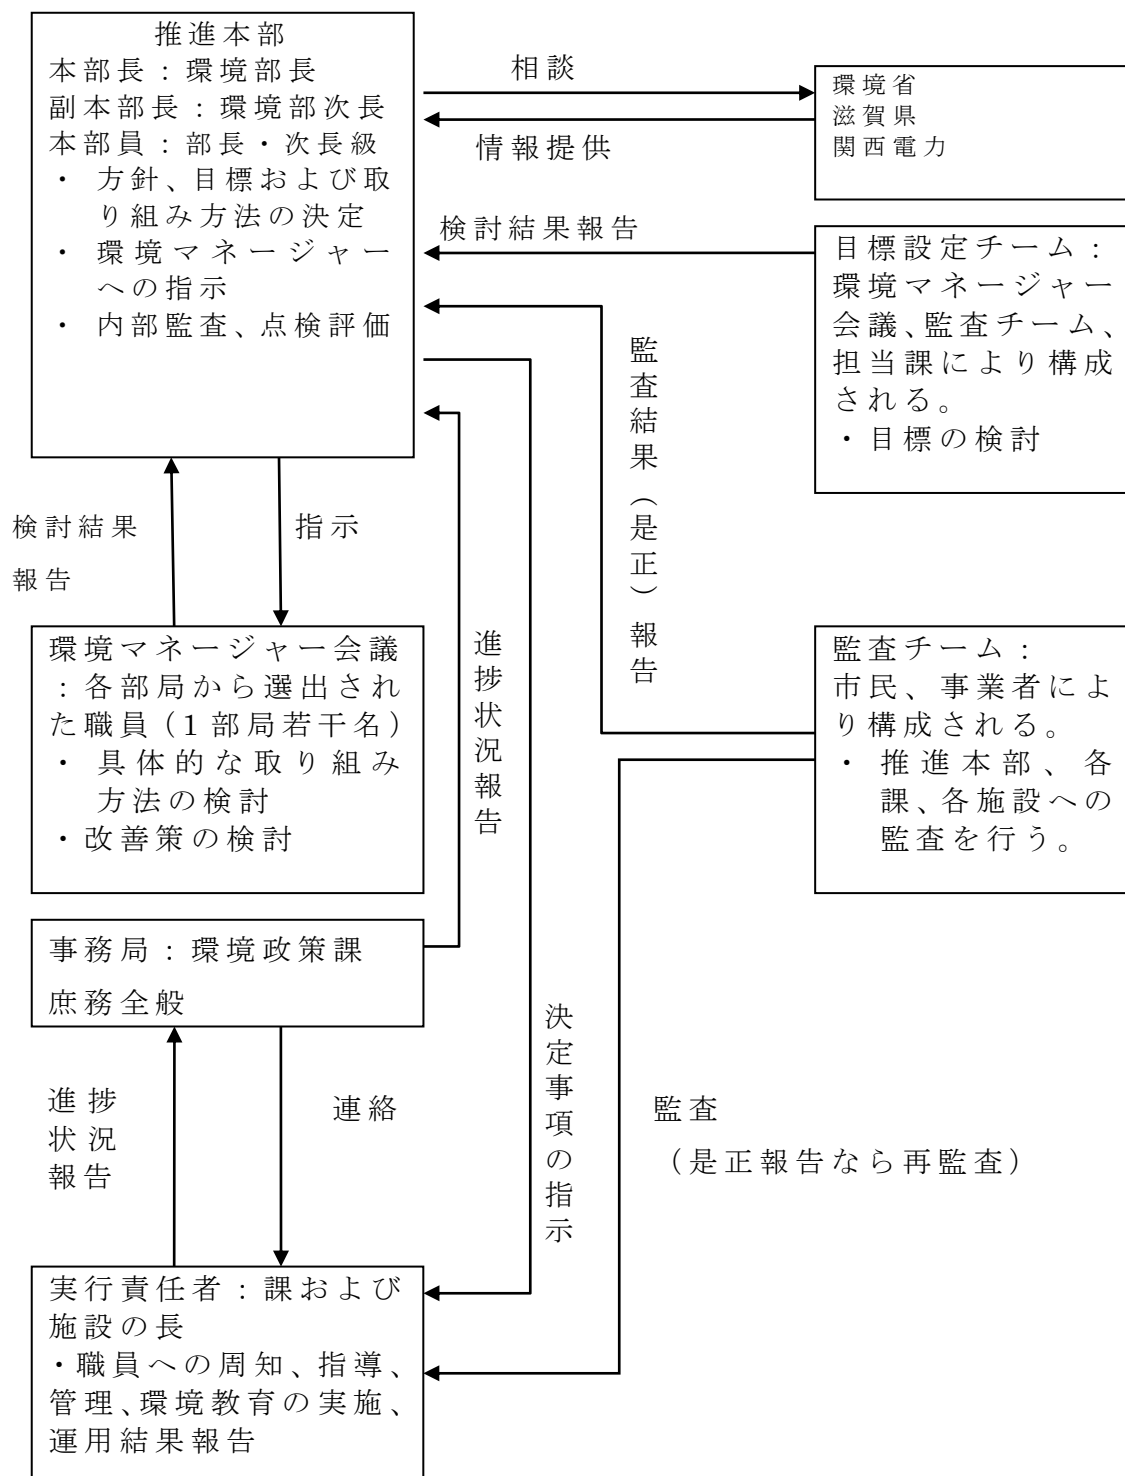 推進本部
本部長：環境部長
副本部長：環境部次長
本部員：部長・次長級
・ 方針、目標および取
り組み方法の決定
・ 環境マネージャー
への指示
・ 内部監査、点検評価
相談
情報提供
環境省
滋賀県
関西電力
検討結果報告
目標設定チーム：
環境マネージャー
会議、監査チーム、
担当課により構成
される。
・目標の検討
監査結果（是正）報告
検討結果
報告
指示
環境マネージャー会議
：各部局から選出され
た職員（1 部局若干名）
・ 具体的な取り組み
方法の検討
・改善策の検討
進捗状況報告
監査チーム：
市民、事業者によ
り構成される。
・ 推進本部、各
課、各施設への
監査を行う。
事務局：環境政策課
庶務全般
進捗
状況
報告
連絡
決定事項の指示
監査
（是正報告なら再監査）
実行責任者：課および
施設の長
・職員への周知、指導、
管理、環境教育の実施、
運用結果報告